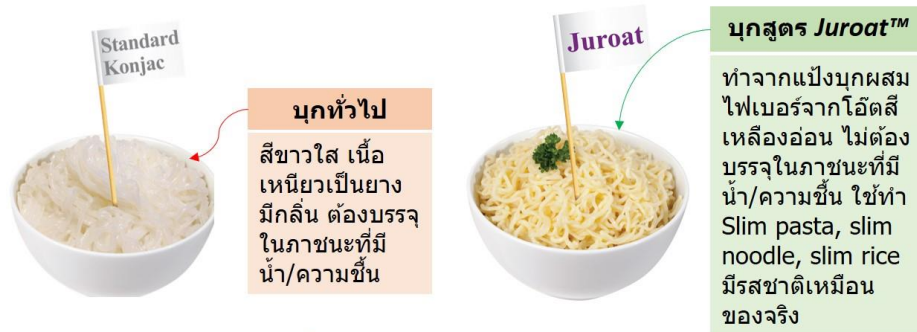 Standard
Konjac
บุกทั่วไป
สีขาวใส เนื้อ
เหนียวเป็นยาง
มีกลิ่น ต้องบรรจุ
ในภาชนะที่มี
น้ำ/ความชื้น
Juroat
บุกสูตร Juroat™
ทำจากแป้งบุกผสม
ไฟเบอร์จากโอ๊ตสี
เหลืองอ่อน ไม่ต้อง
บรรจุในภาชนะที่มี
น้ำ/ความชื้น ใช้ทำ
Slim pasta, slim
noodle, slim rice
มีรสชาติเหมือน
ของจริง